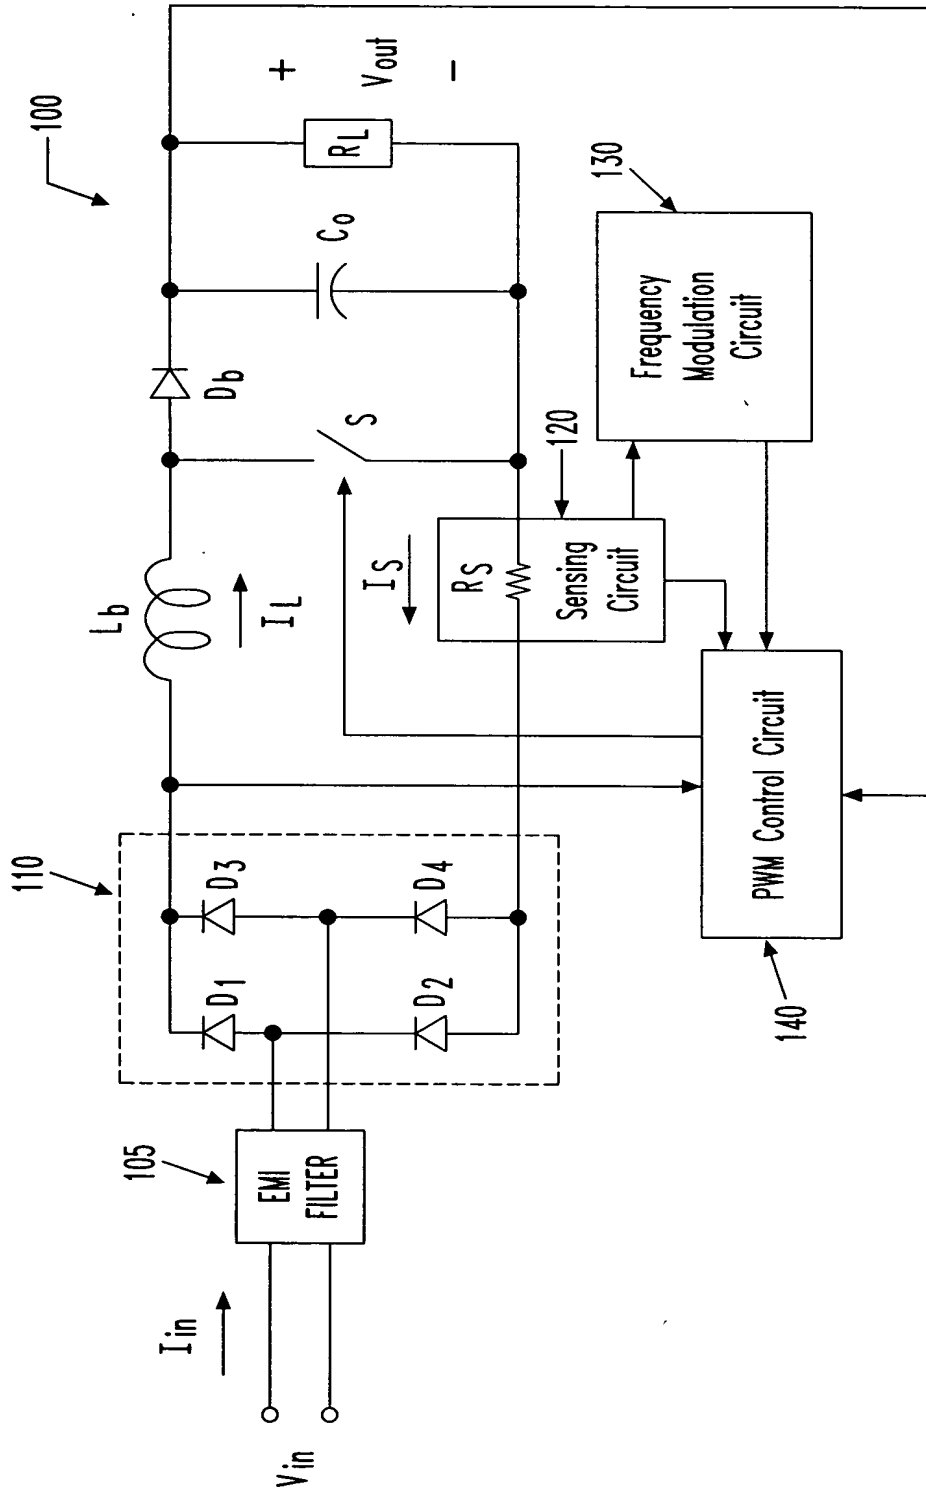 100
110
105
Iin
Vin
EMI
FILTER
D1
D3
D2
D4
Lb
IL
Db
S
Co
RL
+
Vout
−
IS
RS
Sensing
Circuit
120
130
Frequency
Modulation
Circuit
PWM Control Circuit
140